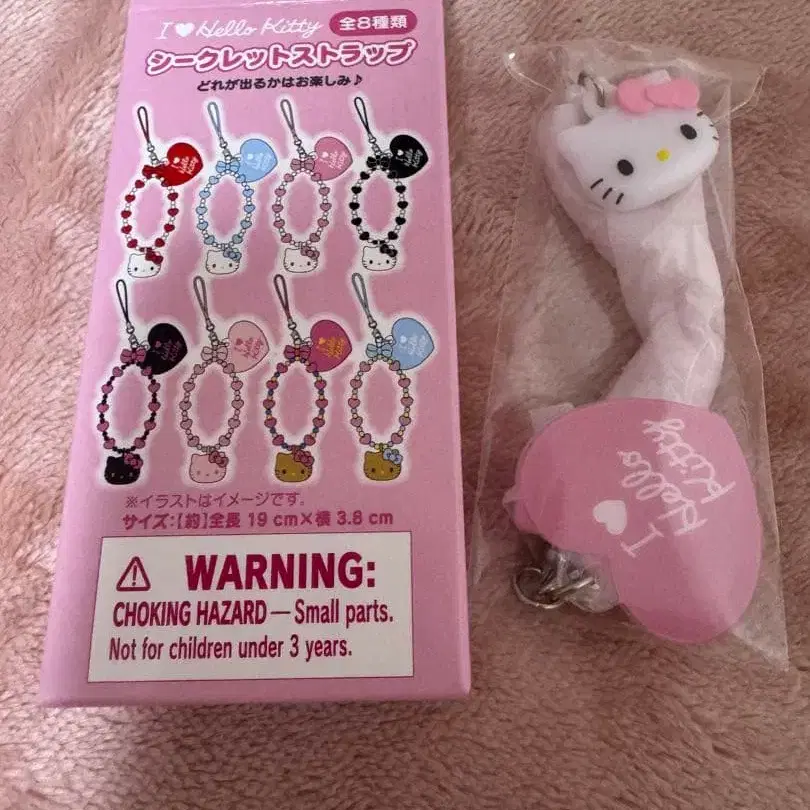 I ♥ Hello Kitty 全8種類
シークレットストラップ
どれが出るかはお楽しみ♪
※イラストはイメージです。
サイズ:【約】全長 19 cm×横 3.8 cm
⚠ WARNING:
CHOKING HAZARD — Small parts.
Not for children under 3 years.
I ♥
Hello
Kitty